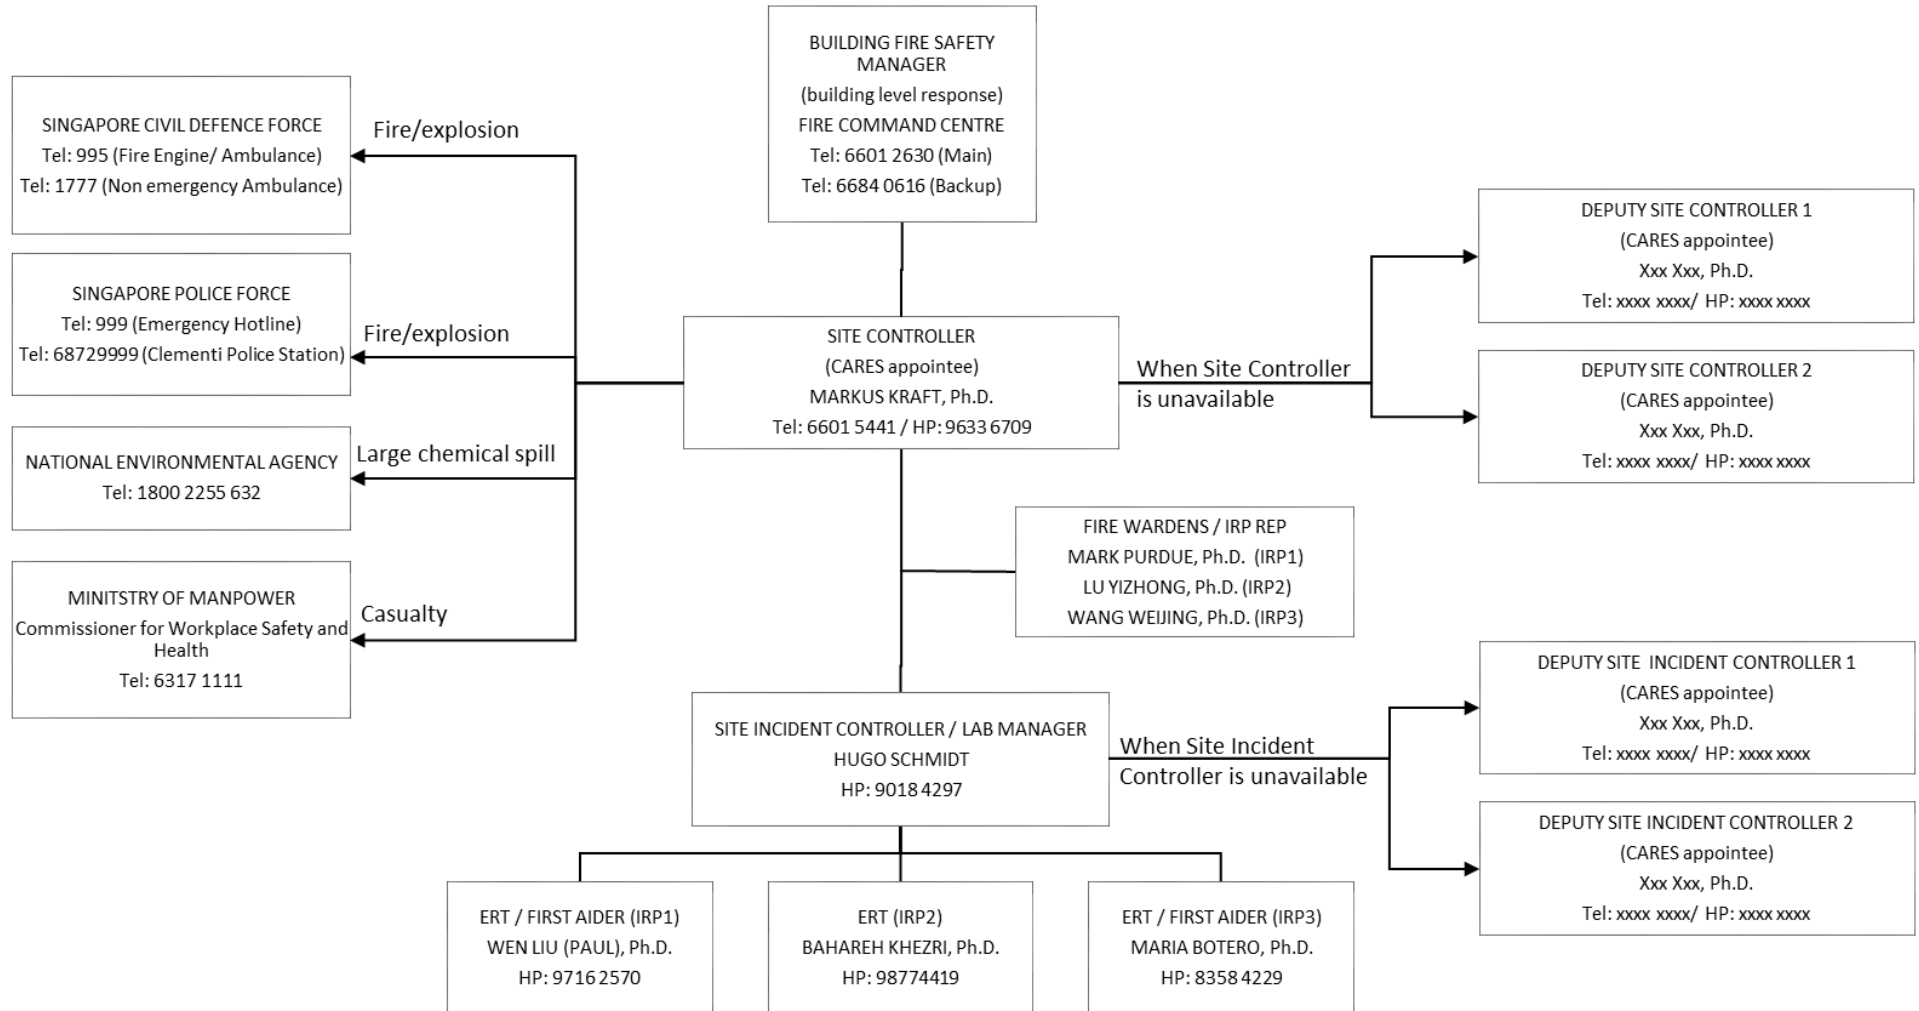 BUILDING FIRE SAFETY
MANAGER
(building level response)
FIRE COMMAND CENTRE
Tel: 6601 2630 (Main)
Tel: 6684 0616 (Backup)
SINGAPORE CIVIL DEFENCE FORCE
Tel: 995 (Fire Engine/ Ambulance)
Tel: 1777 (Non emergency Ambulance)
Fire/explosion
SINGAPORE POLICE FORCE
Tel: 999 (Emergency Hotline)
Tel: 68729999 (Clementi Police Station)
Fire/explosion
NATIONAL ENVIRONMENTAL AGENCY
Tel: 1800 2255 632
Large chemical spill
MINITSTRY OF MANPOWER
Commissioner for Workplace Safety and
Health
Tel: 6317 1111
Casualty
SITE CONTROLLER
(CARES appointee)
MARKUS KRAFT, Ph.D.
Tel: 6601 5441 / HP: 9633 6709
When Site Controller
is unavailable
DEPUTY SITE CONTROLLER 1
(CARES appointee)
Xxx Xxx, Ph.D.
Tel: xxxx xxxx/ HP: xxxx xxxx
DEPUTY SITE CONTROLLER 2
(CARES appointee)
Xxx Xxx, Ph.D.
Tel: xxxx xxxx/ HP: xxxx xxxx
FIRE WARDENS / IRP REP
MARK PURDUE, Ph.D. (IRP1)
LU YIZHONG, Ph.D. (IRP2)
WANG WEIJING, Ph.D. (IRP3)
SITE INCIDENT CONTROLLER / LAB MANAGER
HUGO SCHMIDT
HP: 9018 4297
When Site Incident
Controller is unavailable
DEPUTY SITE INCIDENT CONTROLLER 1
(CARES appointee)
Xxx Xxx, Ph.D.
Tel: xxxx xxxx/ HP: xxxx xxxx
DEPUTY SITE INCIDENT CONTROLLER 2
(CARES appointee)
Xxx Xxx, Ph.D.
Tel: xxxx xxxx/ HP: xxxx xxxx
ERT / FIRST AIDER (IRP1)
WEN LIU (PAUL), Ph.D.
HP: 9716 2570
ERT (IRP2)
BAHAREH KHEZRI, Ph.D.
HP: 98774419
ERT / FIRST AIDER (IRP3)
MARIA BOTERO, Ph.D.
HP: 8358 4229